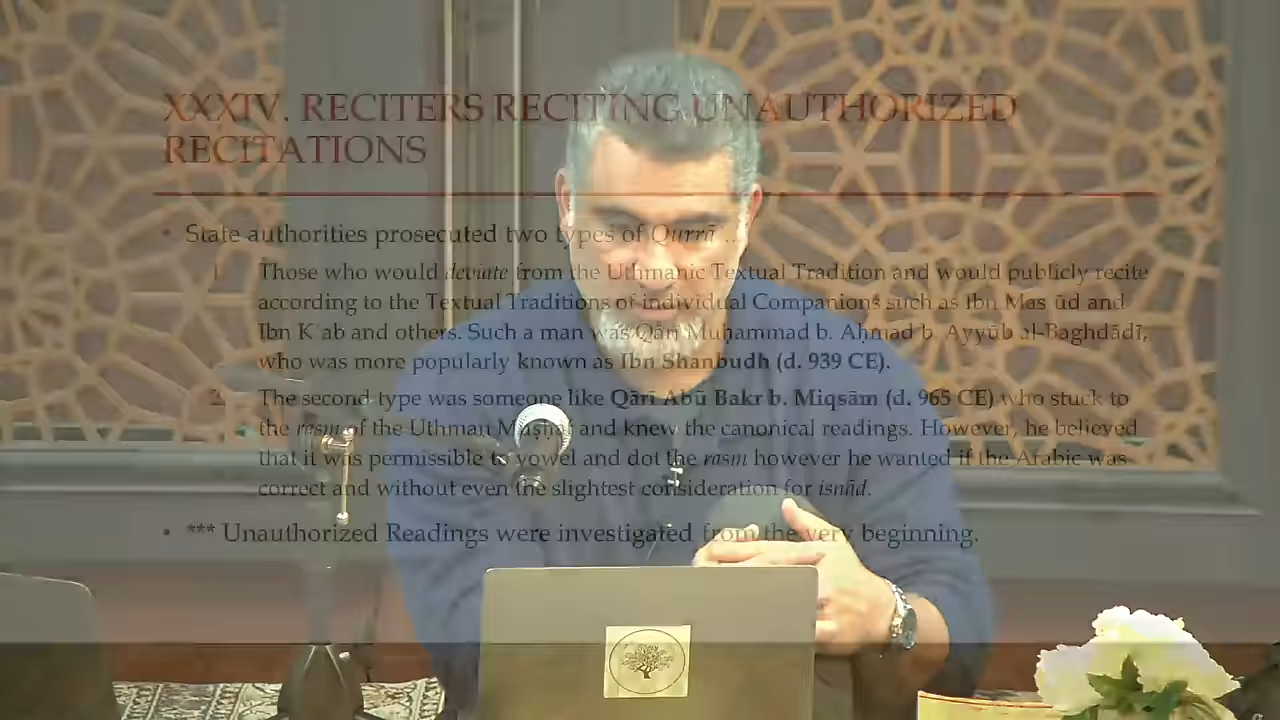 XXXIV. RECITERS RECITING UNAUTHORIZED
RECITATIONS
• State authorities prosecuted two types of Qurrā ...
1. Those who would deviate from the Uthmanic Textual Tradition and would publicly recite
according to the Textual Traditions of individual Companions such as Ibn Mas ūd and
Ibn K ab and others. Such a man was Qārī Muḥammad b. Aḥmad b. Ayyūb al-Baghdādī,
who was more popularly known as Ibn Shanbudh (d. 939 CE).
2. The second type was someone like Qārī Abū Bakr b. Miqsām (d. 965 CE) who stuck to
the rasm of the Uthman Muṣḥaf and knew the canonical readings. However, he believed
that it was permissible to vowel and dot the rasm however he wanted if the Arabic was
correct and without even the slightest consideration for isnād.
• *** Unauthorized Readings were investigated from the very beginning.